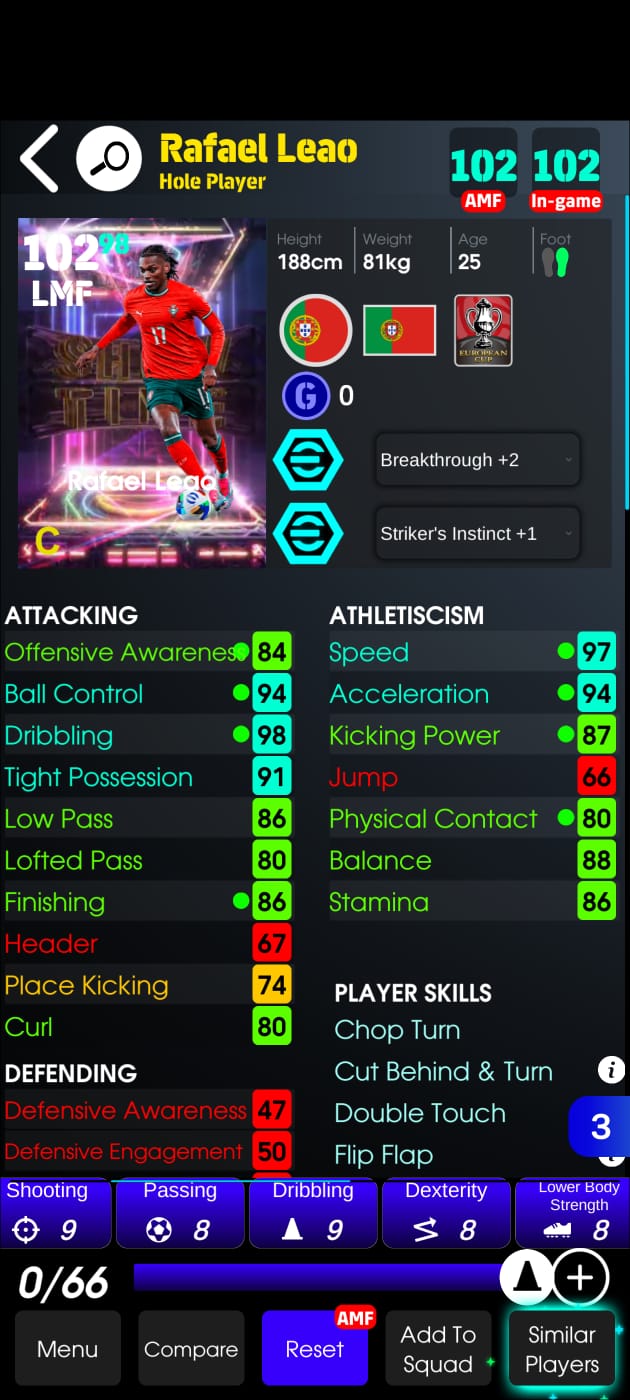 Rafael Leao
Hole Player
102
AMF
102
In-game
102 98
LMF
Rafael Leao
C
17
Height
188cm
Weight
81kg
Age
25
Foot
EUROPEAN
CUP
G 0
Breakthrough +2
Striker's Instinct +1
ATTACKING
Offensive Awareness 84
Ball Control 94
Dribbling 98
Tight Possession 91
Low Pass 86
Lofted Pass 80
Finishing 86
Header 67
Place Kicking 74
Curl 80
DEFENDING
Defensive Awareness 47
Defensive Engagement 50
ATHLETISCISM
Speed 97
Acceleration 94
Kicking Power 87
Jump 66
Physical Contact 80
Balance 88
Stamina 86
PLAYER SKILLS
Chop Turn
Cut Behind & Turn
Double Touch
Flip Flap
i
3
Shooting
9
Passing
8
Dribbling
9
Dexterity
8
Lower Body
Strength
8
0/66
Menu
Compare
AMF
Reset
Add To
Squad
Similar
Players